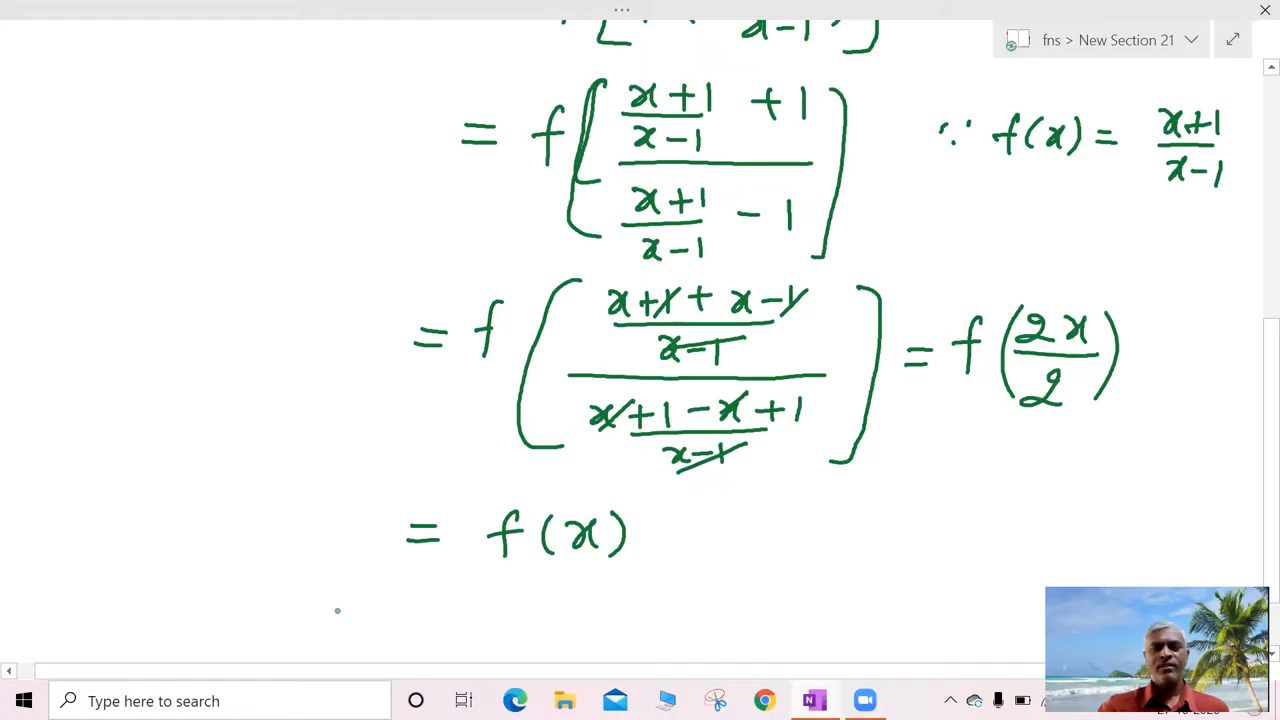 x-1
fns > New Section 21
= f[ ((x+1)/(x-1) + 1) / ((x+1)/(x-1) - 1) ]
∵ f(x) = (x+1)/(x-1)
= f( ((x+1+x-1)/(x-1)) / ((x+1-x+1)/(x-1)) ) = f(2x/2)
= f(x)
Type here to search